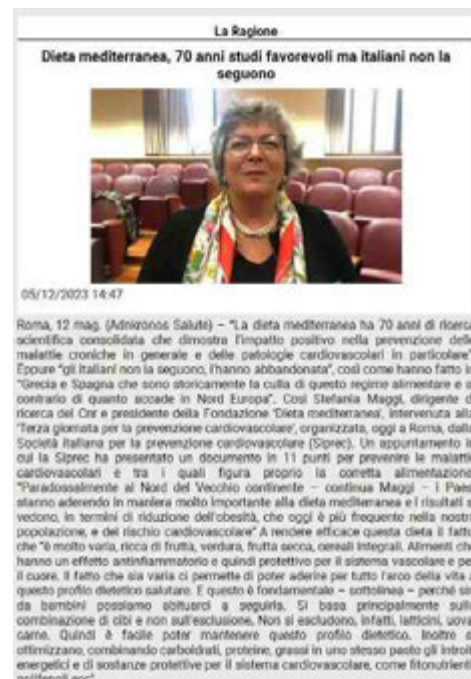 La Ragione
Dieta mediterranea, 70 anni studi favorevoli ma italiani non la
seguono
05/12/2023 14:47
Roma, 12 mag. (Adnkronos Salute) – "La dieta mediterranea ha 70 anni di ricerc
scientifica consolidata che dimostra l'impatto positivo nella prevenzione delle
malattie croniche in generale e delle patologie cardiovascolari in particolare"
Eppure "gli italiani non la seguono, l'hanno abbandonata", così come hanno fatto in
"Grecia e Spagna che sono storicamente la culla di questo regime alimentare e a
contrario di quanto accade in Nord Europa". Così Stefania Maggi, dirigente d
ricerca del Cnr e presidente della Fondazione 'Dieta mediterranea', intervenuta all
'Terza giornata per la prevenzione cardiovascolare', organizzata, oggi a Roma, dalla
Società italiana per la prevenzione cardiovascolare (Siprec). Un appuntamento i
cui la Siprec ha presentato un documento in 11 punti per prevenire le malatti
cardiovascolari e tra i quali figura proprio la corretta alimentazione
"Paradossalmente al Nord del Vecchio continente – continua Maggi – i Paes
stanno aderendo in maniera molto importante alla dieta mediterranea e i risultati s
vedono, in termini di riduzione dell'obesità, che oggi è più frequente nella nostra
popolazione, e del rischio cardiovascolare" A rendere efficace questa dieta il fatto
che "è molto varia, ricca di frutta, verdura, frutta secca, cereali integrali. Alimenti che
hanno un effetto antinfiammatorio e quindi protettivo per il sistema vascolare e per
il cuore. Il fatto che sia varia ci permette di poter aderire per tutto l'arco della vita a
questo profilo dietetico salutare. E questo è fondamentale – sottolinea – perché sin
da bambini possiamo abituarci a seguirla. Si basa principalmente sulla
combinazione di cibi e non sull'esclusione. Non si escludono, infatti, latticini, uova
carne. Quindi è facile poter mantenere questo profilo dietetico. Inoltre si
ottimizzano, combinando carboidrati, proteine, grassi in uno stesso pasto gli introiti
energetici e di sostanze protettive per il sistema cardiovascolare, come fitonutrienti
polifenoli ecc"